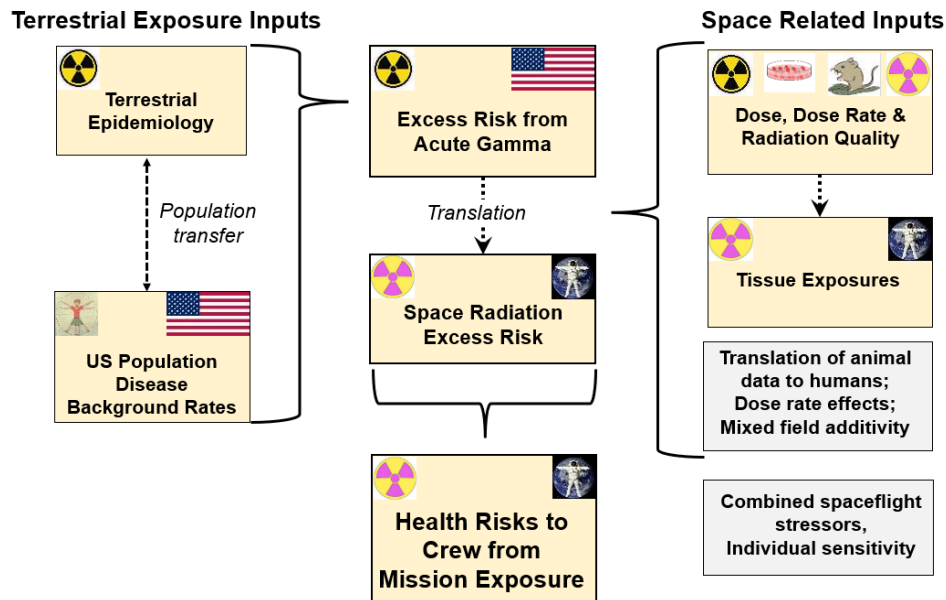 Terrestrial Exposure Inputs
Terrestrial
Epidemiology
Population
transfer
US Population
Disease
Background Rates
Excess Risk from
Acute Gamma
Translation
Space Radiation
Excess Risk
Health Risks to
Crew from
Mission Exposure
Space Related Inputs
Dose, Dose Rate &
Radiation Quality
Tissue Exposures
Translation of animal
data to humans;
Dose rate effects;
Mixed field additivity
Combined spaceflight
stressors,
Individual sensitivity